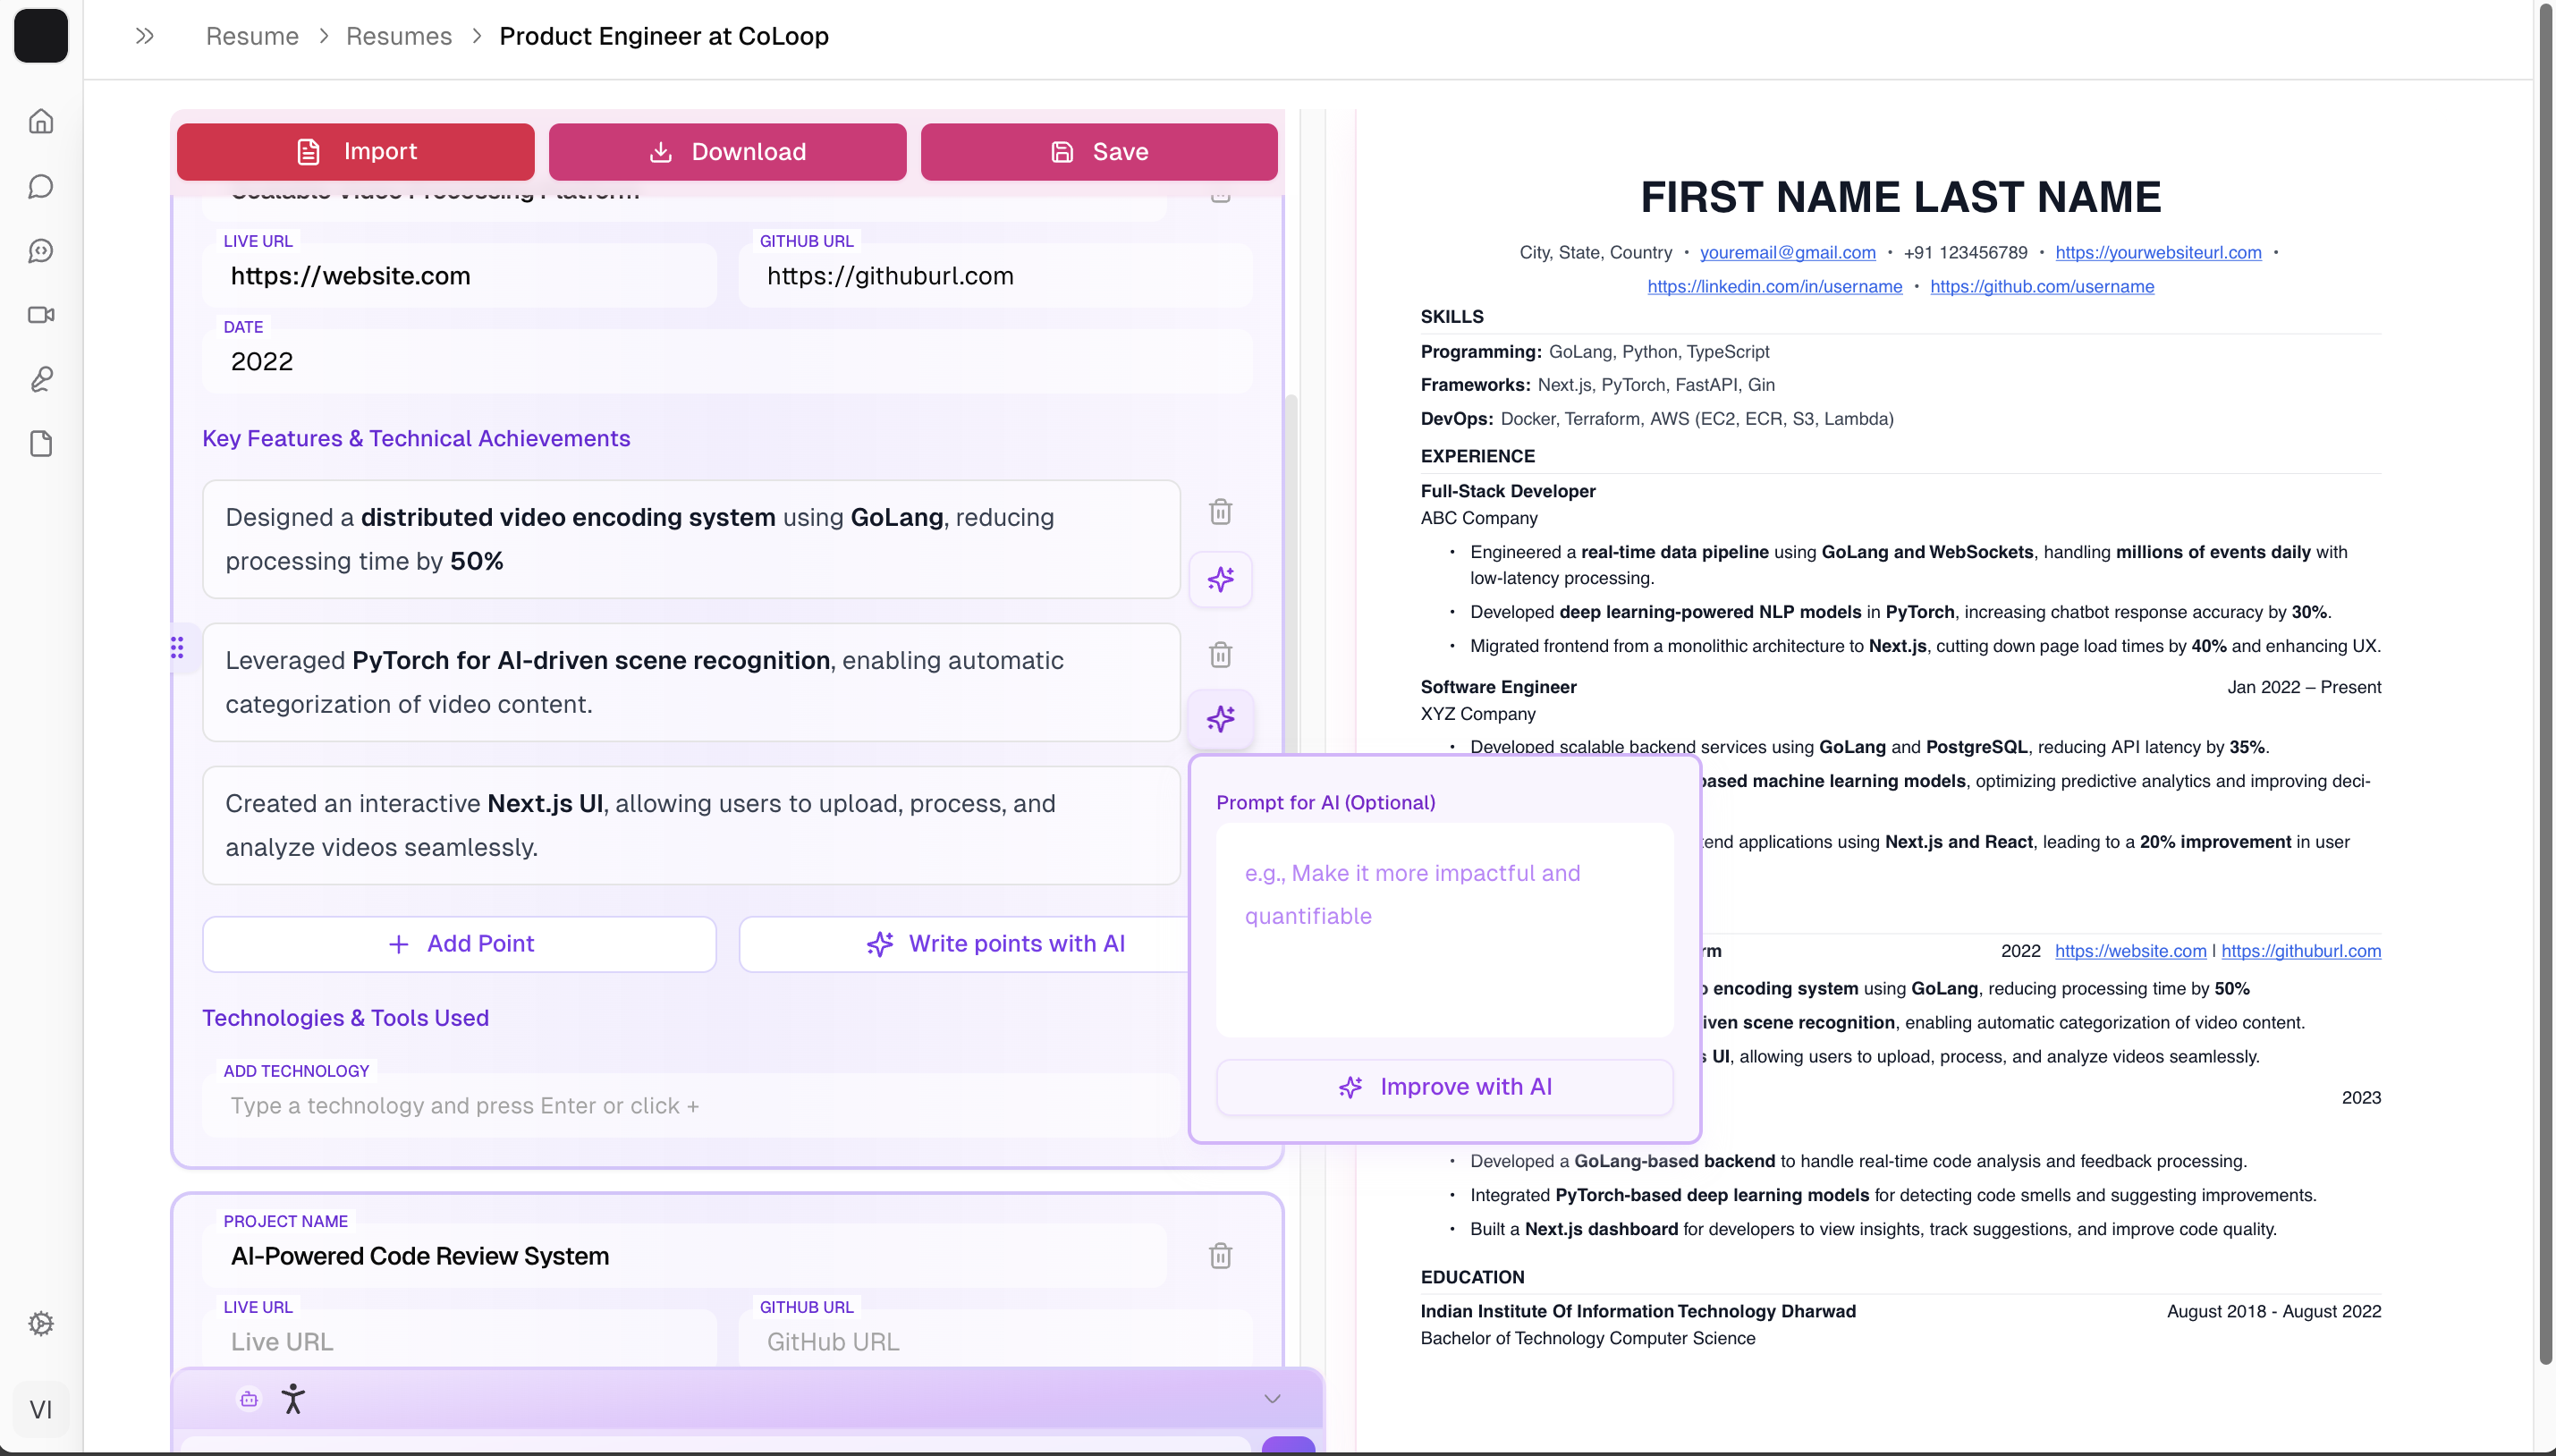 Resume > Resumes > Product Engineer at CoLoop
Import
Download
Save
Scalable Video Processing Platform
LIVE URL
https://website.com
GITHUB URL
https://githuburl.com
DATE
2022
Key Features & Technical Achievements
Designed a distributed video encoding system using GoLang, reducing
processing time by 50%
Leveraged PyTorch for AI-driven scene recognition, enabling automatic
categorization of video content.
Created an interactive Next.js UI, allowing users to upload, process, and
analyze videos seamlessly.
Add Point
Write points with AI
Technologies & Tools Used
ADD TECHNOLOGY
Type a technology and press Enter or click +
PROJECT NAME
AI-Powered Code Review System
LIVE URL
Live URL
GITHUB URL
GitHub URL
VI
Prompt for AI (Optional)
e.g., Make it more impactful and
quantifiable
Improve with AI
FIRST NAME LAST NAME
City, State, Country • youremail@gmail.com • +91 123456789 • https://yourwebsiteurl.com •
https://linkedin.com/in/username • https://github.com/username
SKILLS
Programming: GoLang, Python, TypeScript
Frameworks: Next.js, PyTorch, FastAPI, Gin
DevOps: Docker, Terraform, AWS (EC2, ECR, S3, Lambda)
EXPERIENCE
Full-Stack Developer
ABC Company
• Engineered a real-time data pipeline using GoLang and WebSockets, handling millions of events daily with
low-latency processing.
• Developed deep learning-powered NLP models in PyTorch, increasing chatbot response accuracy by 30%.
• Migrated frontend from a monolithic architecture to Next.js, cutting down page load times by 40% and enhancing UX.
Software Engineer Jan 2022 – Present
XYZ Company
• Developed scalable backend services using GoLang and PostgreSQL, reducing API latency by 35%.
based machine learning models, optimizing predictive analytics and improving deci-
end applications using Next.js and React, leading to a 20% improvement in user
rm 2022 https://website.com | https://githuburl.com
encoding system using GoLang, reducing processing time by 50%
iven scene recognition, enabling automatic categorization of video content.
s UI, allowing users to upload, process, and analyze videos seamlessly.
2023
• Developed a GoLang-based backend to handle real-time code analysis and feedback processing.
• Integrated PyTorch-based deep learning models for detecting code smells and suggesting improvements.
• Built a Next.js dashboard for developers to view insights, track suggestions, and improve code quality.
EDUCATION
Indian Institute Of Information Technology Dharwad August 2018 - August 2022
Bachelor of Technology Computer Science